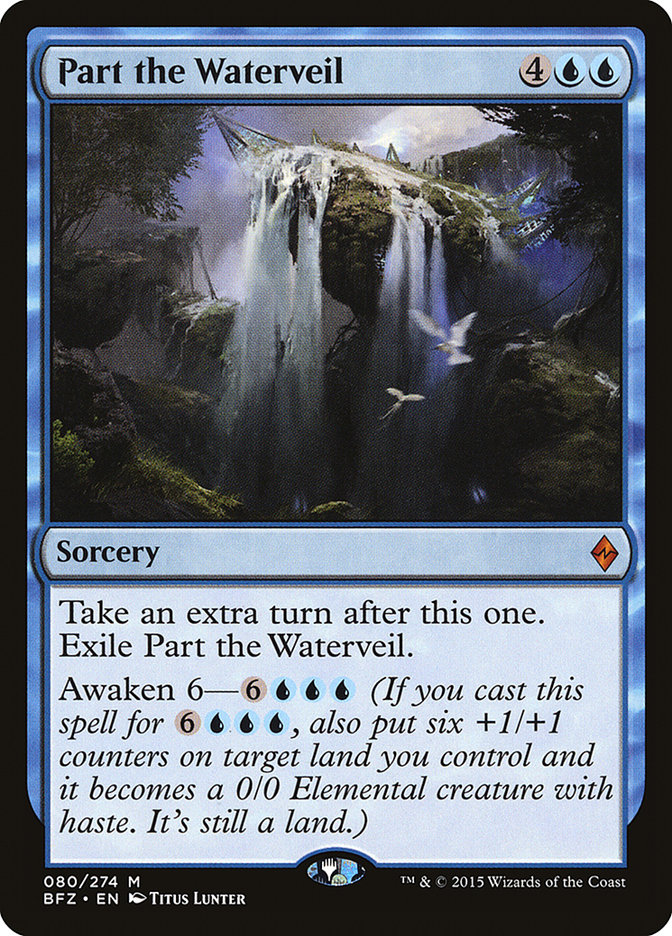 Part the Waterveil 4
Sorcery
Take an extra turn after this one.
Exile Part the Waterveil.
Awaken 6—6 (If you cast this
spell for 6, also put six +1/+1
counters on target land you control and
it becomes a 0/0 Elemental creature with
haste. It's still a land.)
080/274 M
BFZ • EN Titus Lunter
™ & © 2015 Wizards of the Coast